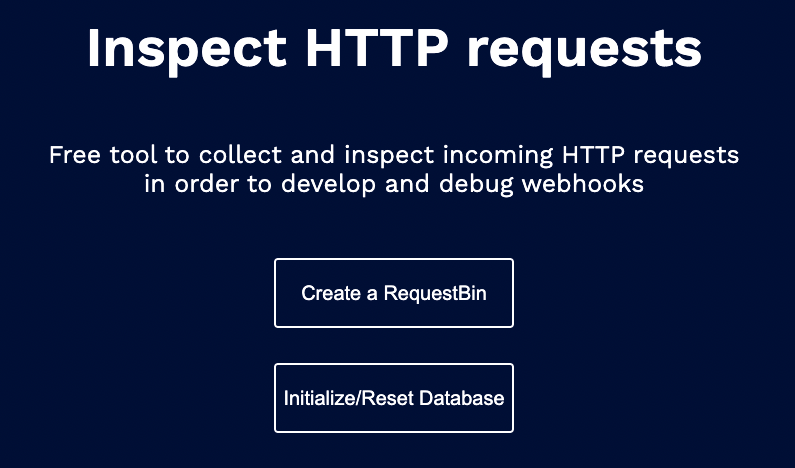 Inspect HTTP requests
Free tool to collect and inspect incoming HTTP requests
in order to develop and debug webhooks
Create a RequestBin
Initialize/Reset Database